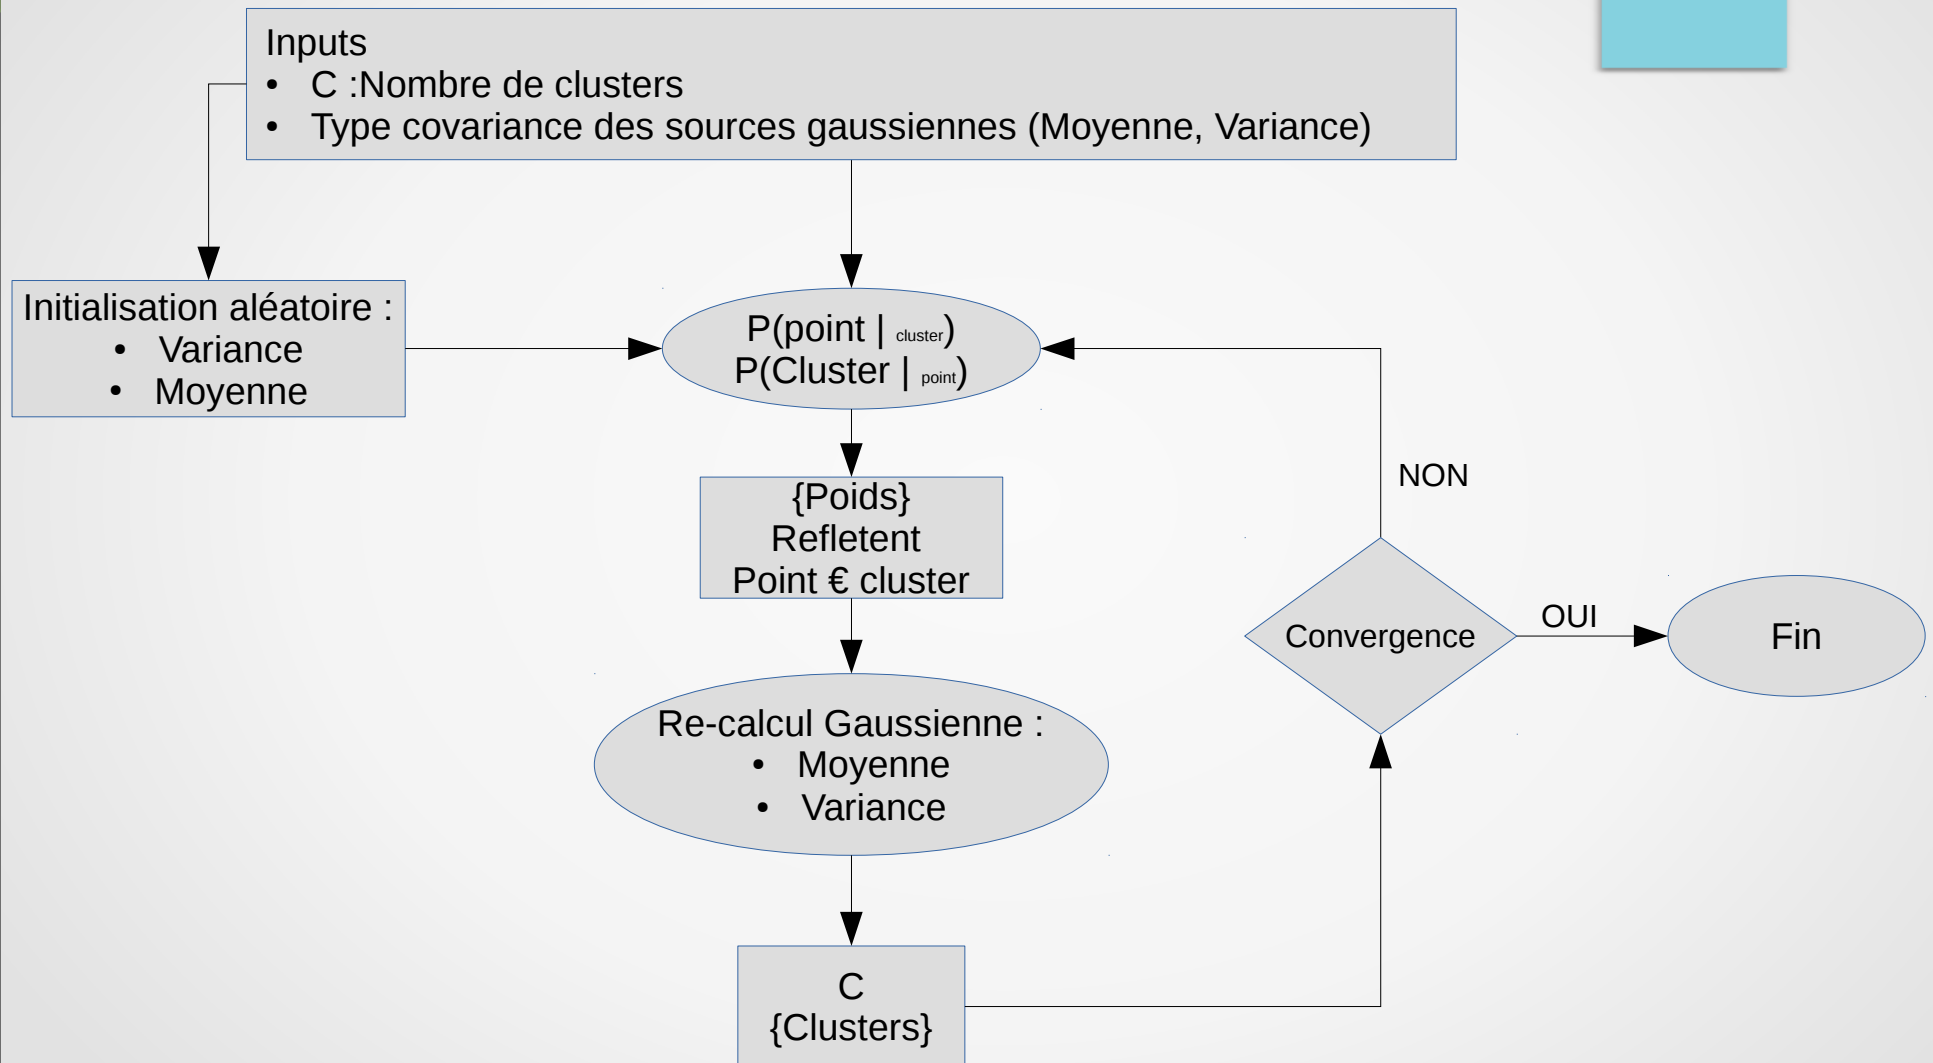 Inputs
• C :Nombre de clusters
• Type covariance des sources gaussiennes (Moyenne, Variance)
Initialisation aléatoire :
• Variance
• Moyenne
P(point | cluster)
P(Cluster | point)
{Poids}
Refletent
Point € cluster
Re-calcul Gaussienne :
• Moyenne
• Variance
C
{Clusters}
NON
Convergence
OUI
Fin